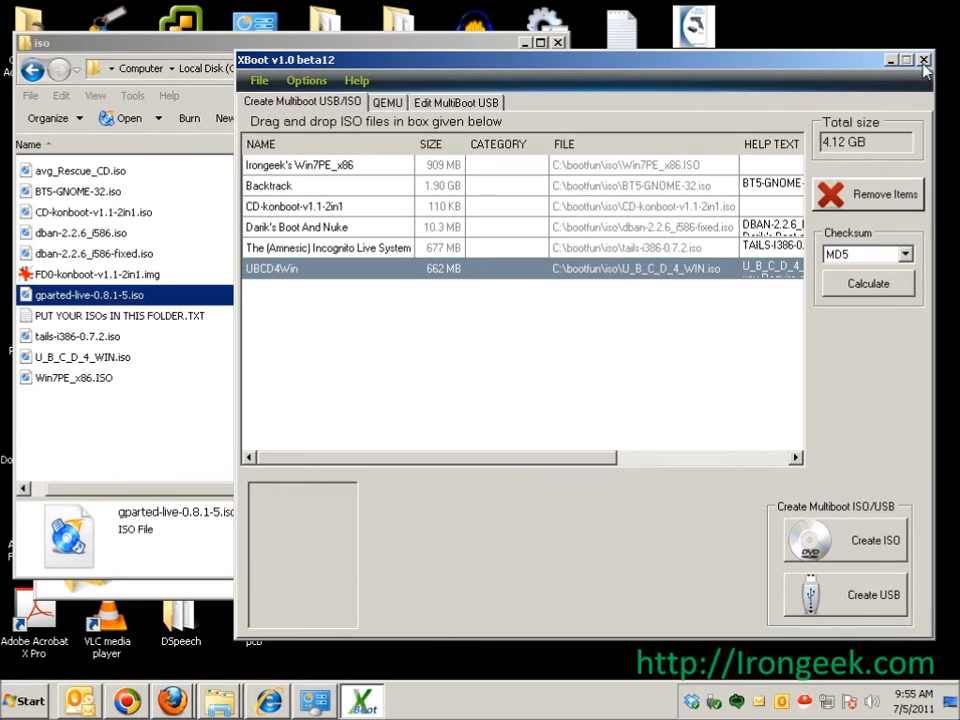 iso
Computer
Local Disk (C
File
Edit
View
Tools
Help
Organize
Open
Burn
New
Name
avg_Rescue_CD.iso
BT5-GNOME-32.iso
CD-konboot-v1.1-2in1.iso
dban-2.2.6_i586.iso
dban-2.2.6_i586-fixed.iso
FD0-konboot-v1.1-2in1.img
gparted-live-0.8.1-5.iso
PUT YOUR ISOs IN THIS FOLDER.TXT
tails-i386-0.7.2.iso
U_B_C_D_4_WIN.iso
Win7PE_x86.ISO
gparted-live-0.8.1-5.iso
ISO File
XBoot v1.0 beta12
File
Options
Help
Create Multiboot USB/ISO
QEMU
Edit MultiBoot USB
Drag and drop ISO files in box given below
NAME SIZE CATEGORY FILE HELP TEXT
Irongeek's Win7PE_x86 909 MB C:\bootfun\iso\Win7PE_x86.ISO
Backtrack 1.90 GB C:\bootfun\iso\BT5-GNOME-32.iso BT5-GNOME-
CD-konboot-v1.1-2in1 110 KB C:\bootfun\iso\CD-konboot-v1.1-2in1.iso
Darik's Boot And Nuke 10.3 MB C:\bootfun\iso\dban-2.2.6_i586-fixed.iso DBAN-2.2.6_I
The (Amnesic) Incognito Live System 677 MB C:\bootfun\iso\tails-i386-0.7.2.iso TAILS-I386-0.
UBCD4Win 662 MB C:\bootfun\iso\U_B_C_D_4_WIN.iso U_B_C_D_4_
Total size
4.12 GB
Remove Items
Checksum
MD5
Calculate
Create Multiboot ISO/USB
DVD
Create ISO
Create USB
Adobe Acrobat
X Pro
VLC media
player
DSpeech
pcb
http://Irongeek.com
Start
Boot
9:55 AM
7/5/2011